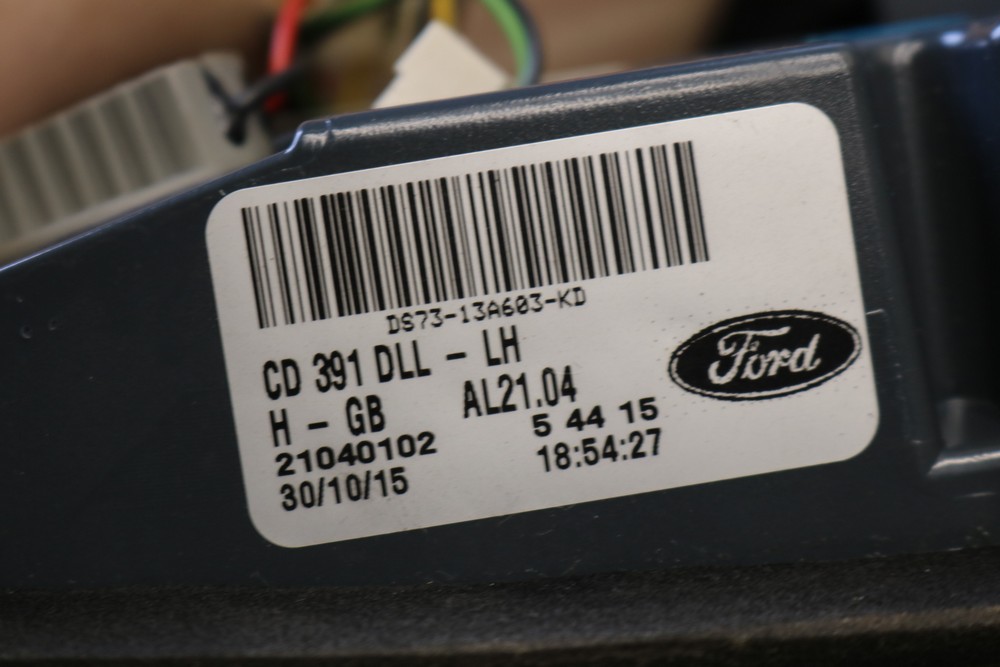 DS73-13A603-KD
CD 391 DLL - LH
H - GB AL21.04
21040102 5 44 15
30/10/15 18:54:27
Ford